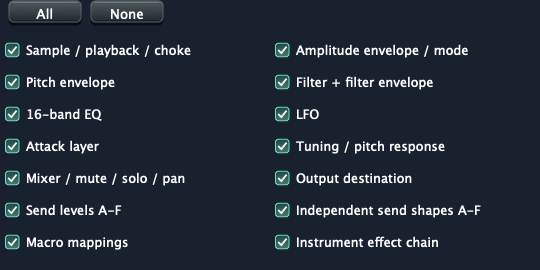 All None
Sample / playback / choke Amplitude envelope / mode
Pitch envelope Filter + filter envelope
16-band EQ LFO
Attack layer Tuning / pitch response
Mixer / mute / solo / pan Output destination
Send levels A-F Independent send shapes A-F
Macro mappings Instrument effect chain